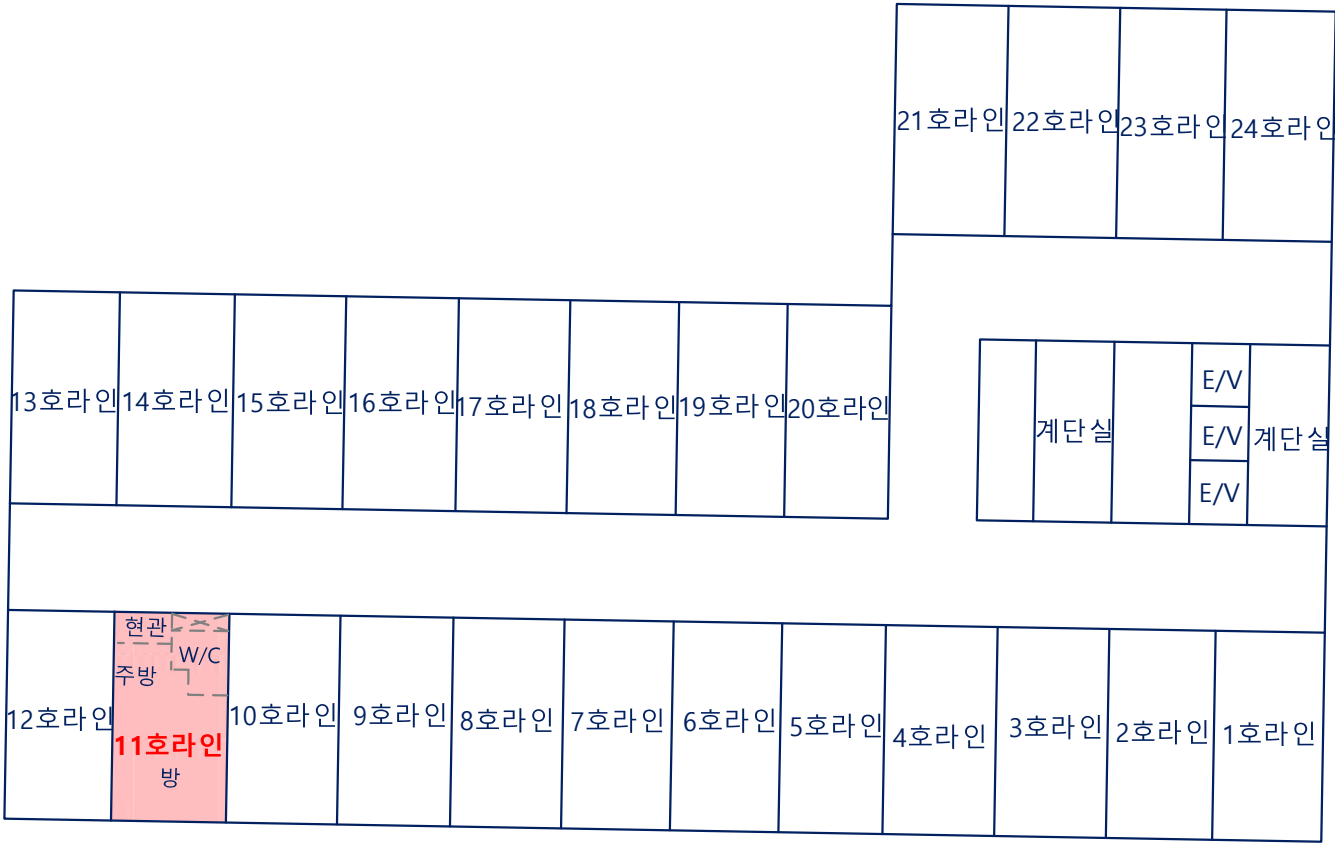 21호라인 22호라인 23호라인 24호라인
13호라인 14호라인 15호라인 16호라인 17호라인 18호라인 19호라인 20호라인
계단실
E/V
E/V
E/V
계단실
현관
W/C
주방
12호라인
11호라인
방
10호라인 9호라인 8호라인 7호라인 6호라인 5호라인 4호라인 3호라인 2호라인 1호라인